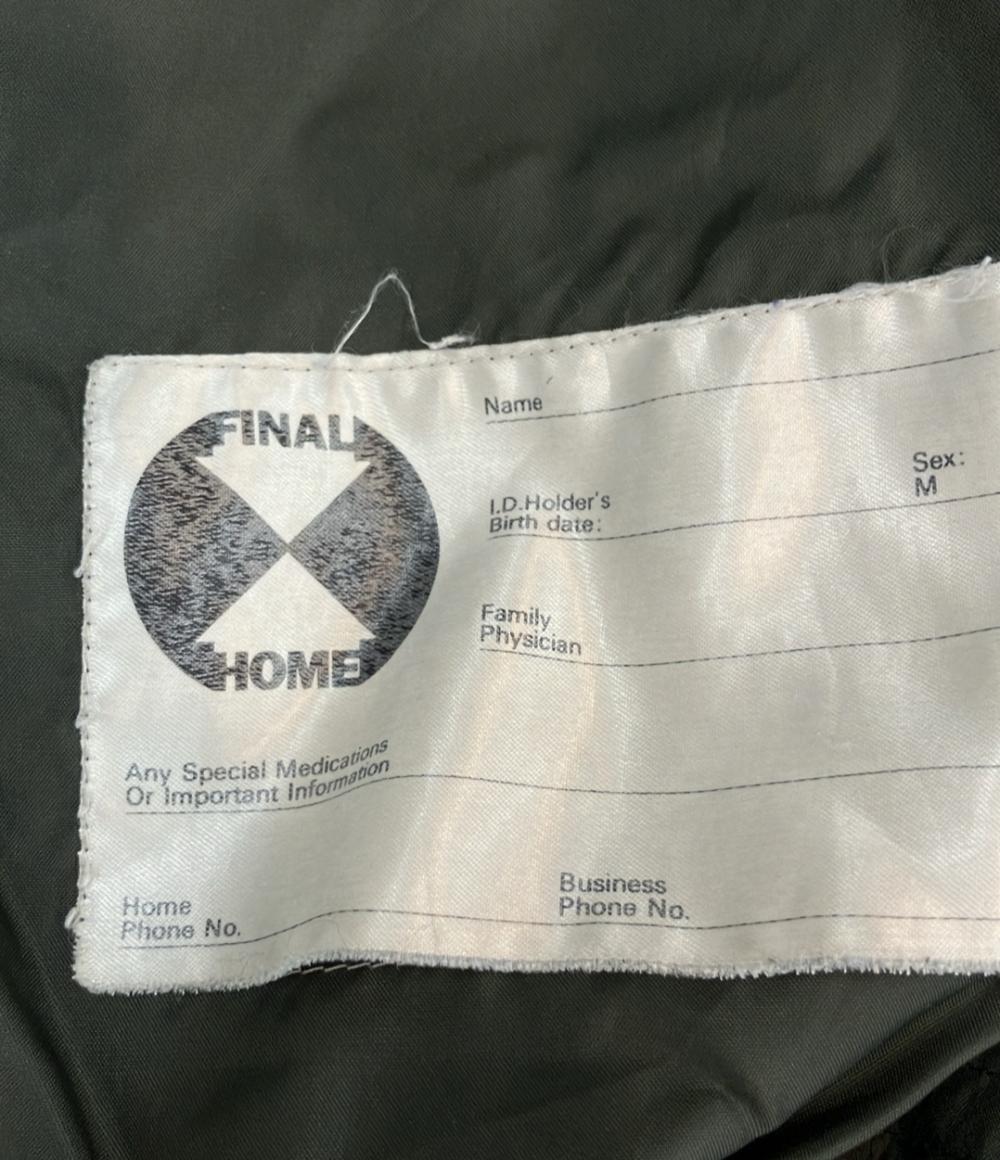 FINAL
HOME
Name
Sex:
M
I.D.Holder's
Birth date:
Family
Physician
Any Special Medications
Or Important Information
Home
Phone No.
Business
Phone No.